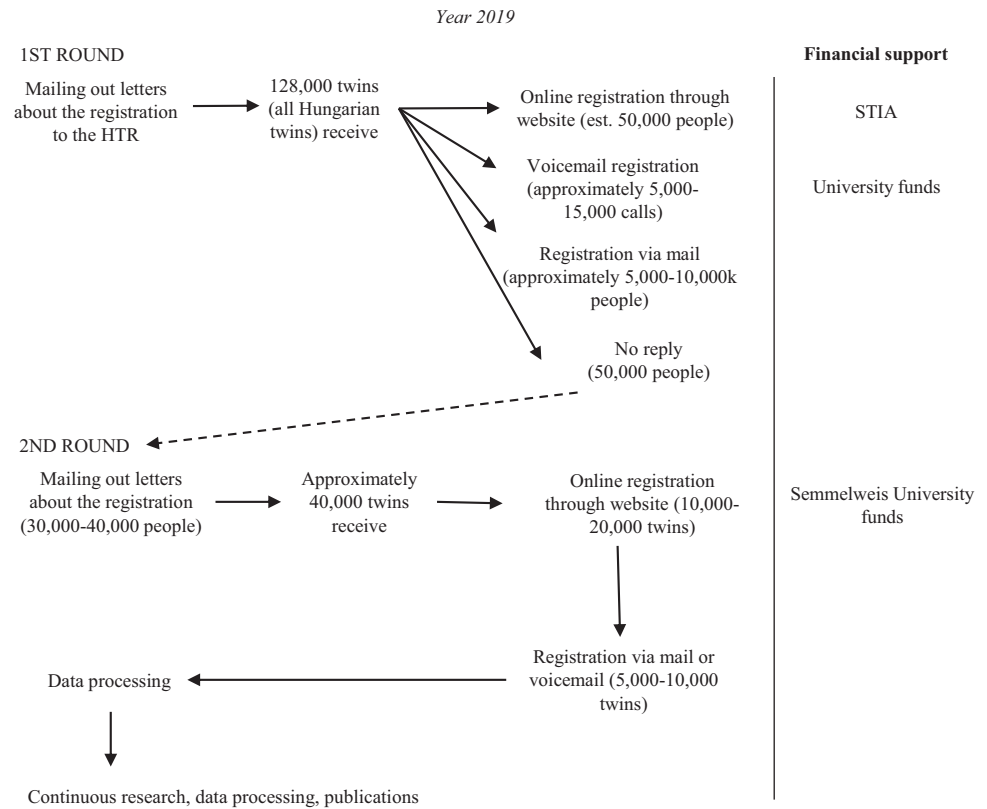 Year 2019
1ST ROUND
Financial support
Mailing out letters
about the registration
to the HTR
128,000 twins
(all Hungarian
twins) receive
Online registration through
website (est. 50,000 people)
STIA
Voicemail registration
(approximately 5,000-
15,000 calls)
University funds
Registration via mail
(approximately 5,000-10,000k
people)
No reply
(50,000 people)
2ND ROUND
Mailing out letters
about the registration
(30,000-40,000 people)
Approximately
40,000 twins
receive
Online registration
through website (10,000-
20,000 twins)
Semmelweis University
funds
Registration via mail or
voicemail (5,000-10,000
twins)
Data processing
Continuous research, data processing, publications